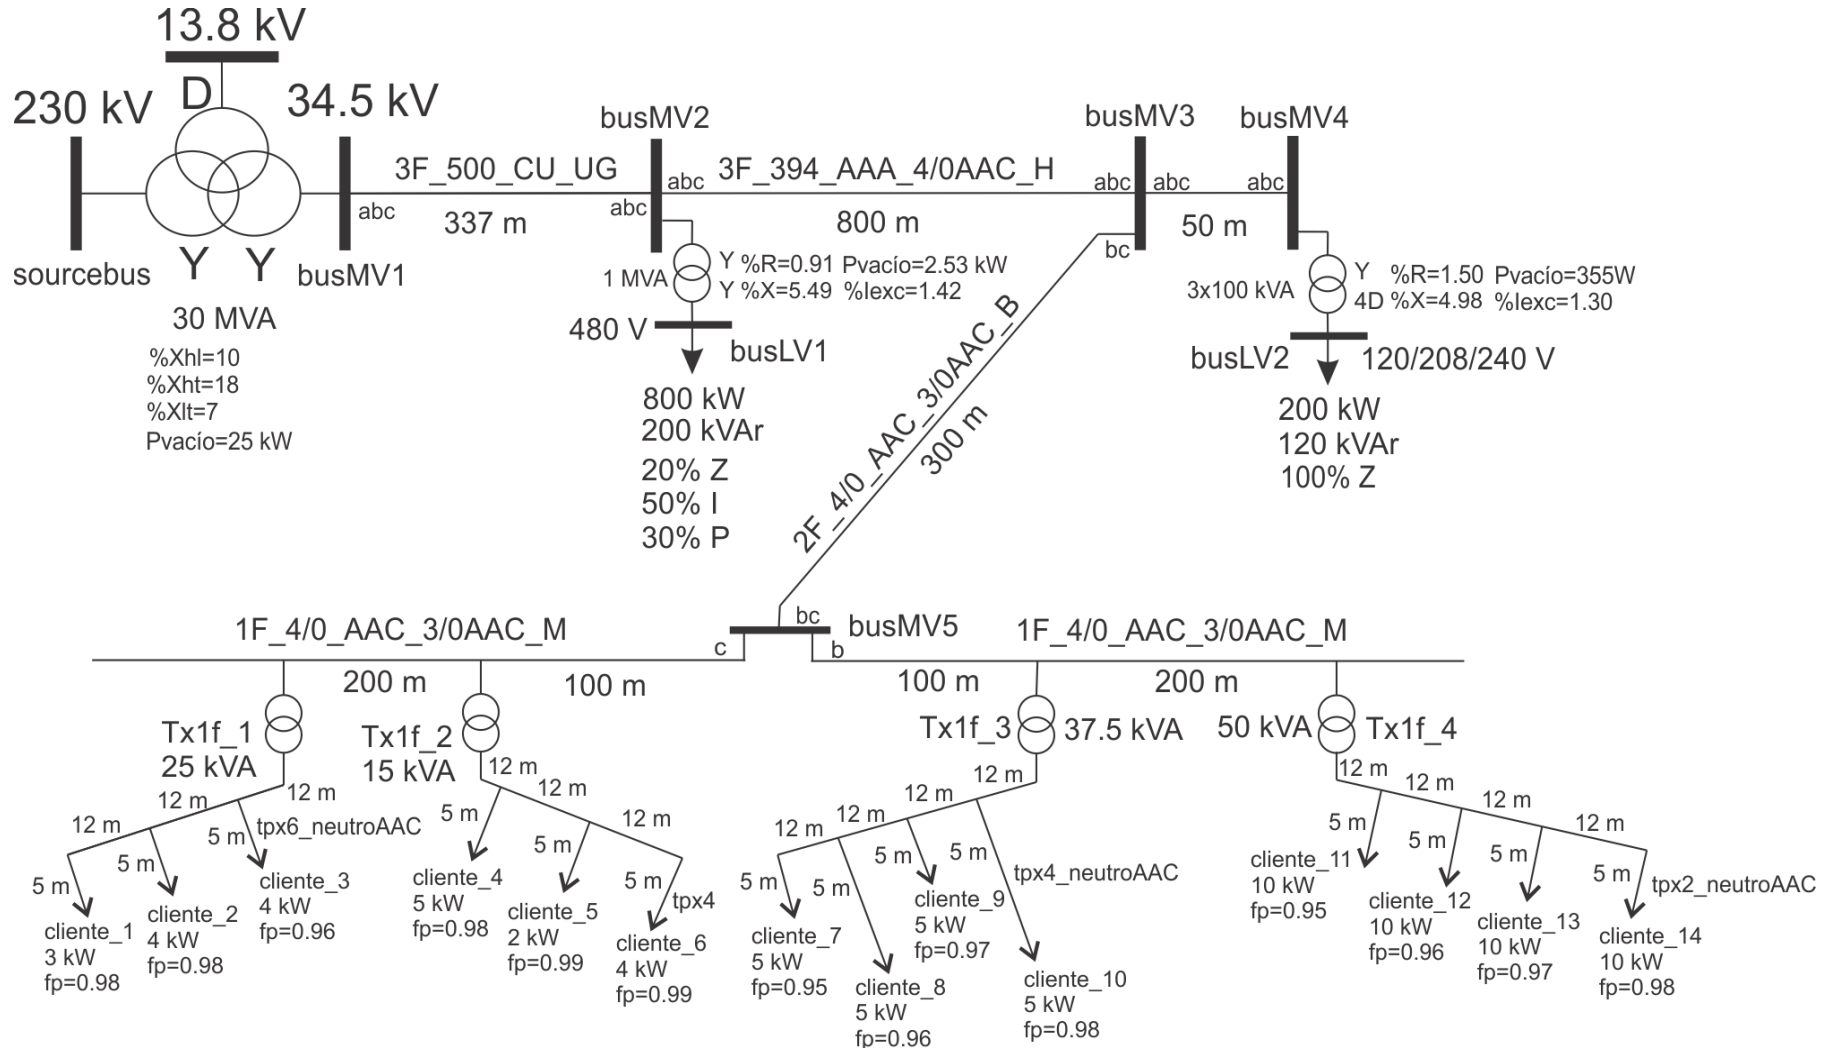 13.8 kV
D
230 kV
34.5 kV
sourcebus
Y Y
busMV1
30 MVA
%Xhl=10
%Xht=18
%Xlt=7
Pvacío=25 kW
abc
3F_500_CU_UG
337 m
busMV2
abc
abc
3F_394_AAA_4/0AAC_H
800 m
1 MVA
Y %R=0.91 Pvacío=2.53 kW
Y %X=5.49 %Iexc=1.42
480 V
busLV1
800 kW
200 kVAr
20% Z
50% I
30% P
busMV3
abc
abc
bc
busMV4
abc
50 m
3x100 kVA
Y %R=1.50 Pvacío=355W
4D %X=4.98 %Iexc=1.30
busLV2
120/208/240 V
200 kW
120 kVAr
100% Z
2F_4/0_AAC_3/0AAC_B
300 m
bc
busMV5
c
b
1F_4/0_AAC_3/0AAC_M
200 m
100 m
1F_4/0_AAC_3/0AAC_M
100 m
200 m
Tx1f_1
25 kVA
12 m
12 m
12 m
5 m
5 m
5 m
tpx6_neutroAAC
cliente_1
3 kW
fp=0.98
cliente_2
4 kW
fp=0.98
cliente_3
4 kW
fp=0.96
Tx1f_2
15 kVA
12 m
12 m
12 m
5 m
5 m
5 m
tpx4
cliente_4
5 kW
fp=0.98
cliente_5
2 kW
fp=0.99
cliente_6
4 kW
fp=0.99
Tx1f_3
37.5 kVA
12 m
12 m
12 m
12 m
5 m
5 m
5 m
5 m
tpx4_neutroAAC
cliente_7
5 kW
fp=0.95
cliente_8
5 kW
fp=0.96
cliente_9
5 kW
fp=0.97
cliente_10
5 kW
fp=0.98
50 kVA
Tx1f_4
12 m
12 m
12 m
12 m
5 m
5 m
5 m
5 m
tpx2_neutroAAC
cliente_11
10 kW
fp=0.95
cliente_12
10 kW
fp=0.96
cliente_13
10 kW
fp=0.97
cliente_14
10 kW
fp=0.98